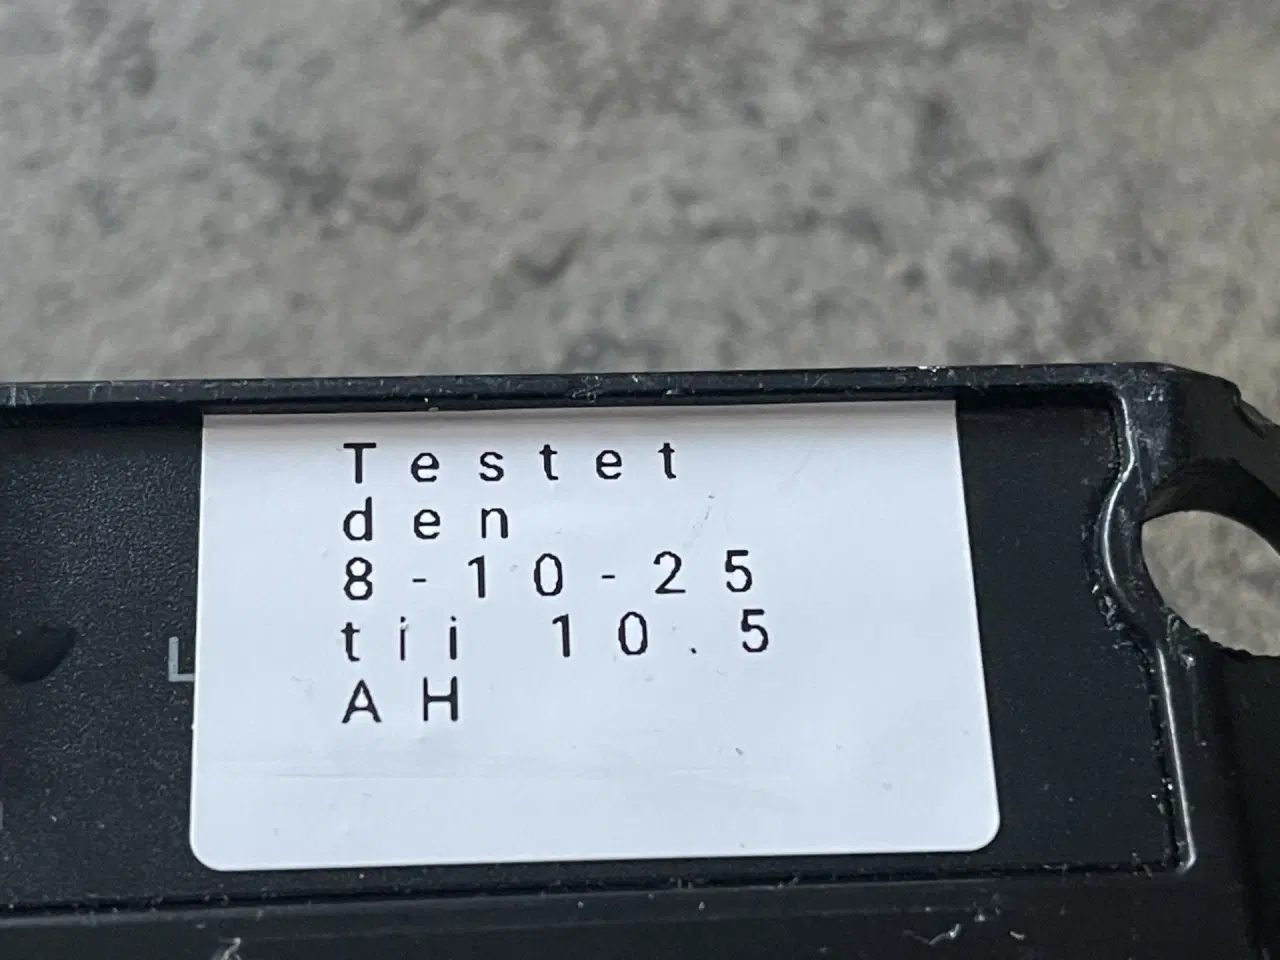 Testet
den
8-10-25
tii 10.5
AH